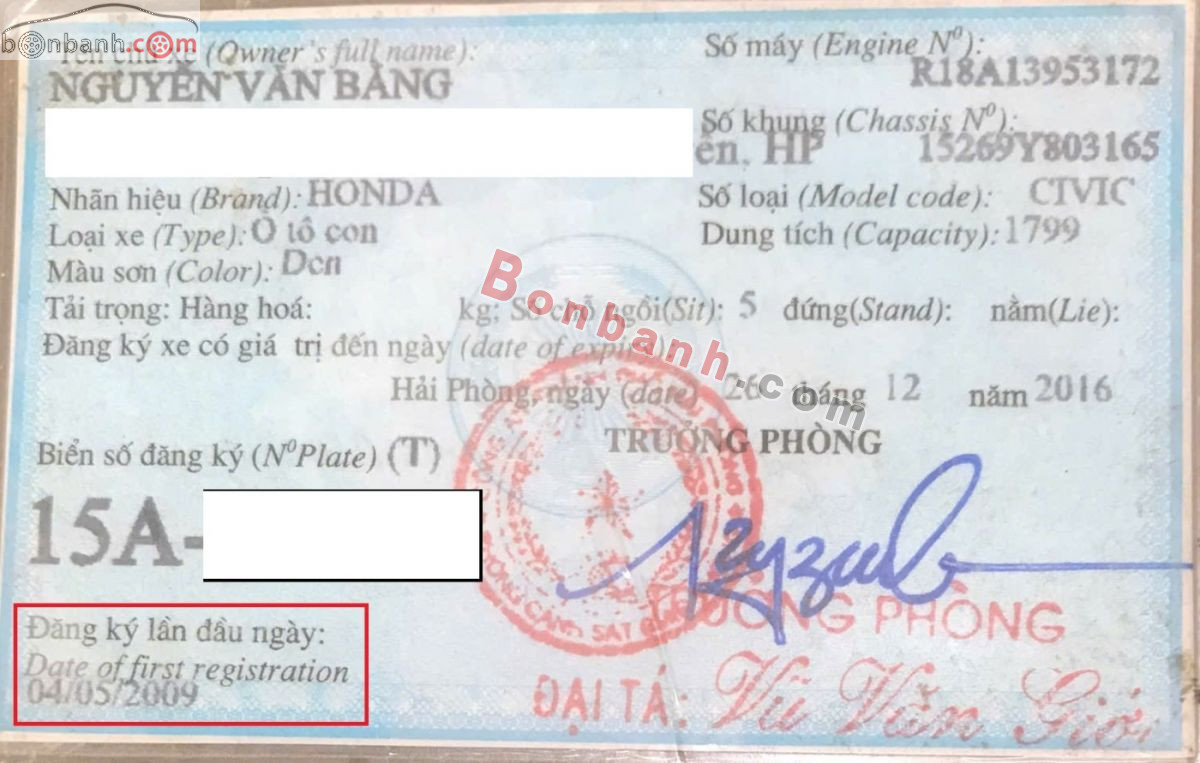 bonbanh.com
Tên chủ xe (Owner's full name):
NGUYỄN VĂN BẰNG
Số máy (Engine Nº):
R18A13953172
Số khung (Chassis Nº):
15269Y803165
ên, HP
Nhãn hiệu (Brand): HONDA
Số loại (Model code): CIVIC
Loại xe (Type): Ô tô con
Dung tích (Capacity): 1799
Màu sơn (Color): Đen
Tải trọng: Hàng hoá: kg; Số chỗ ngồi(Sit): 5 đứng(Stand): nằm(Lie):
Đăng ký xe có giá trị đến ngày (date of expire)
Bonbanh.com
Hải Phòng, ngày (date) 26 tháng 12 năm 2016
Biển số đăng ký (NºPlate) (T)
TRƯỞNG PHÒNG
15A-
TRƯỞNG PHÒNG
Đăng ký lần đầu ngày:
Date of first registration
04/05/2009
ĐẠI TÁ: Vũ Văn